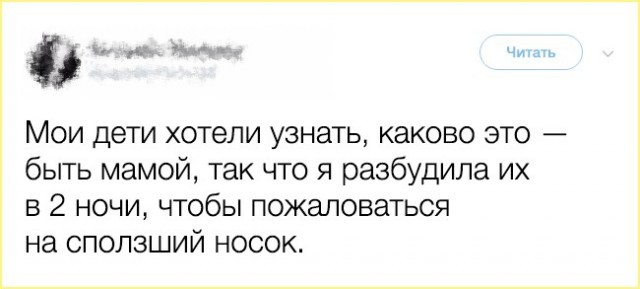 Читать
Мои дети хотели узнать, каково это —
быть мамой, так что я разбудила их
в 2 ночи, чтобы пожаловаться
на сползший носок.